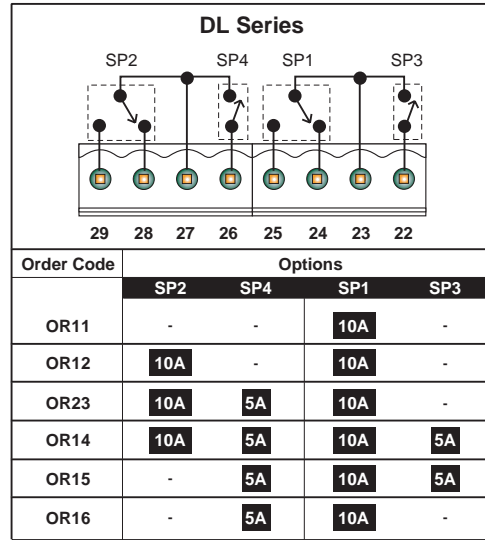 DL Series
SP2 SP4 SP1 SP3
29 28 27 26 25 24 23 22
Order Code Options
SP2 SP4 SP1 SP3
OR11 - - 10A -
OR12 10A - 10A -
OR23 10A 5A 10A -
OR14 10A 5A 10A 5A
OR15 - 5A 10A 5A
OR16 - 5A 10A -